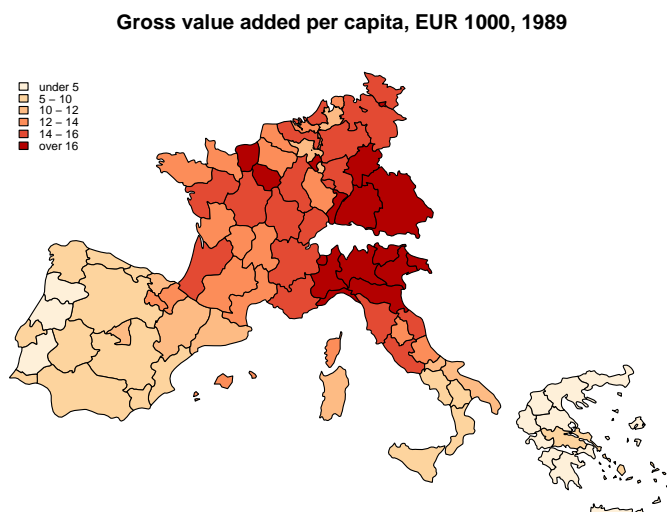 Gross value added per capita, EUR 1000, 1989
under 5
5 – 10
10 – 12
12 – 14
14 – 16
over 16